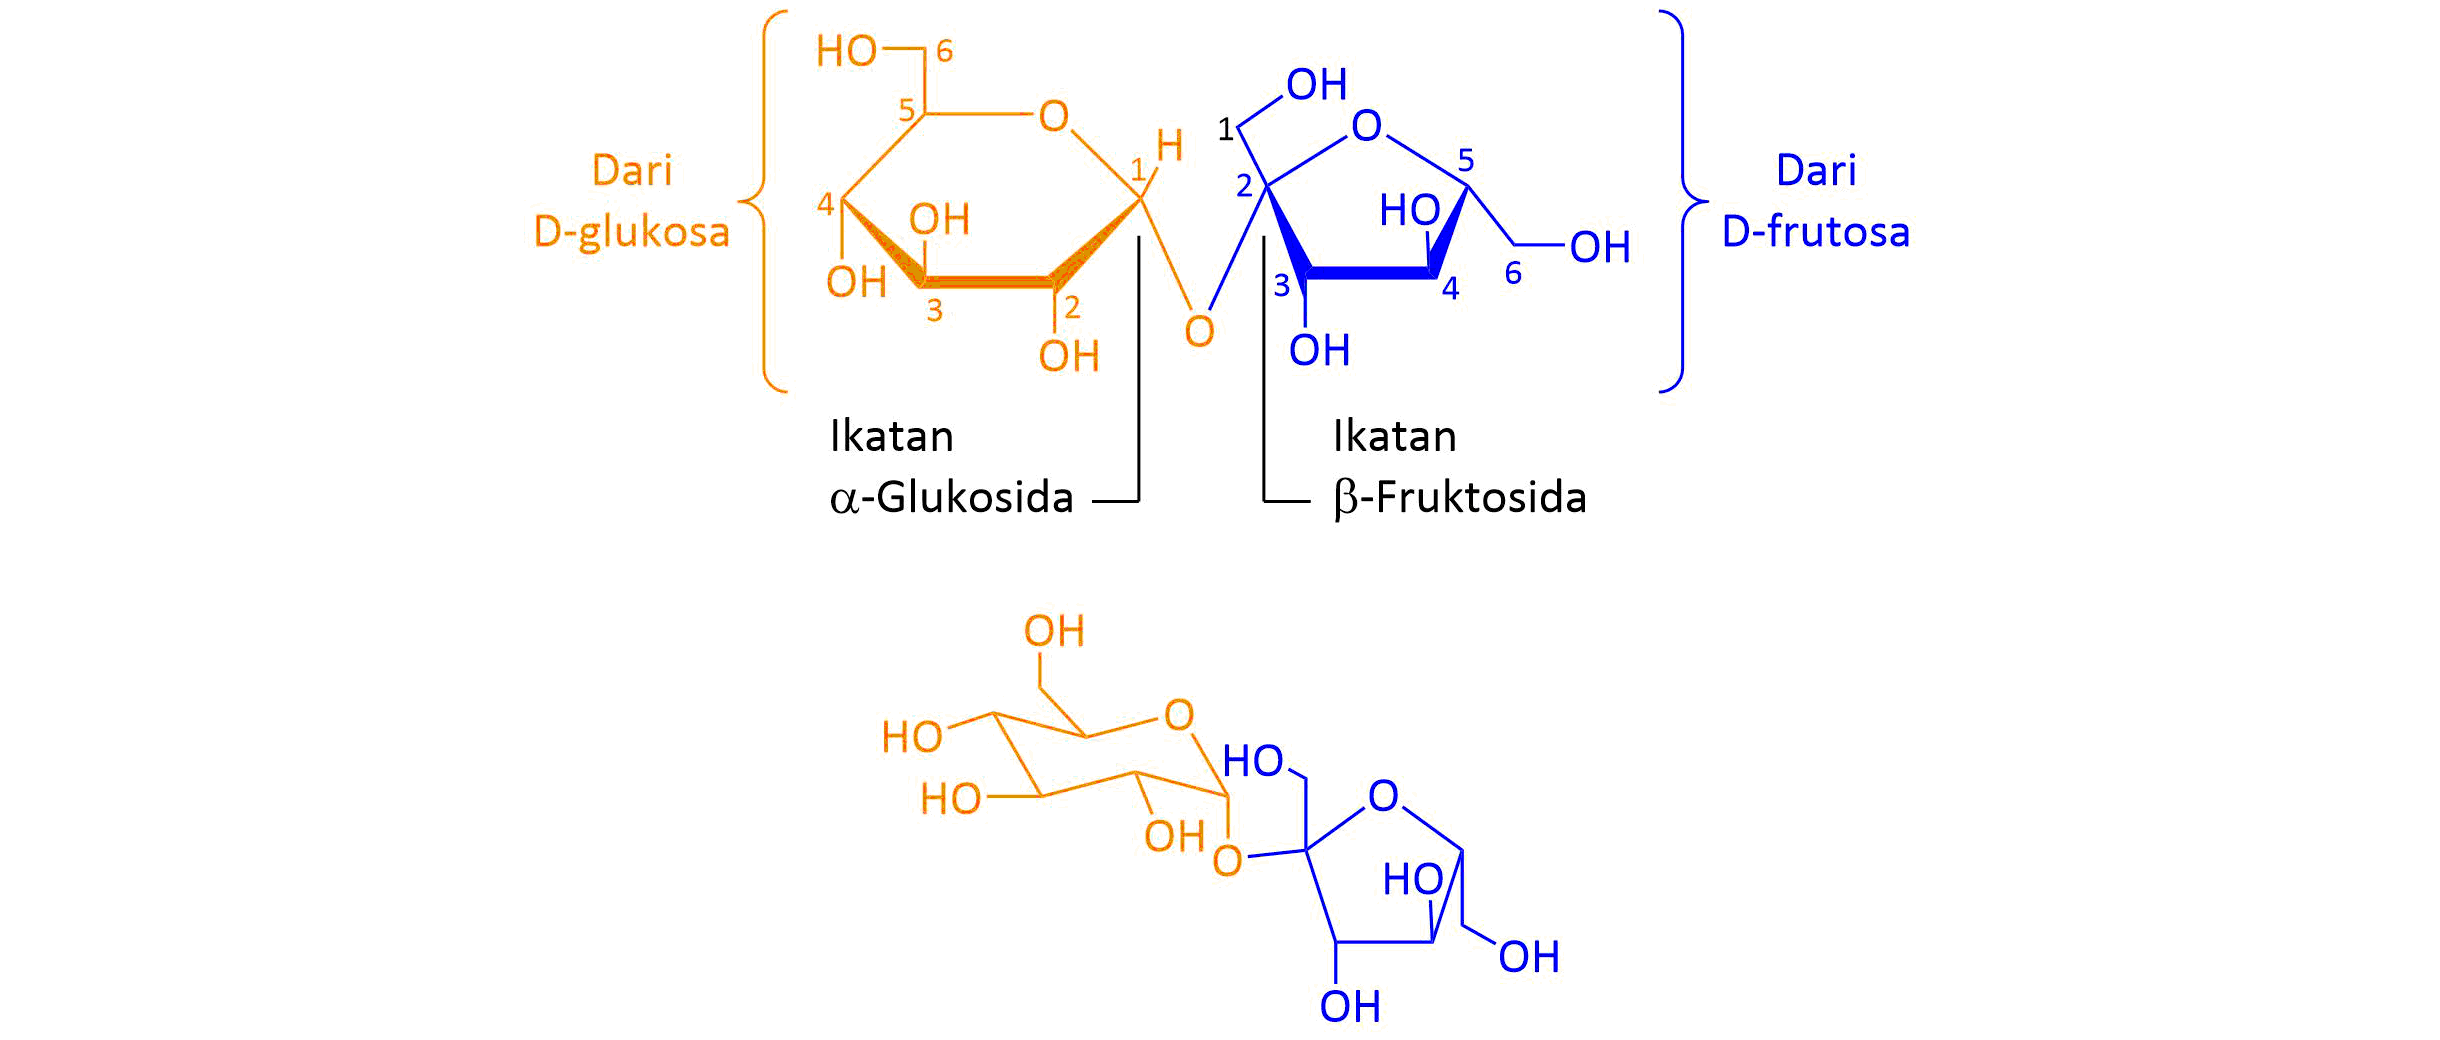 HO
6
5
O
OH
1
H
1
O
5
Dari
D-glukosa
4
OH
OH
3
2
OH
O
2
HO
3
4
6
OH
OH
Dari
D-frutosa
Ikatan
α-Glukosida
Ikatan
β-Fruktosida
OH
HO
O
HO
OH
O
HO
O
HO
OH
OH